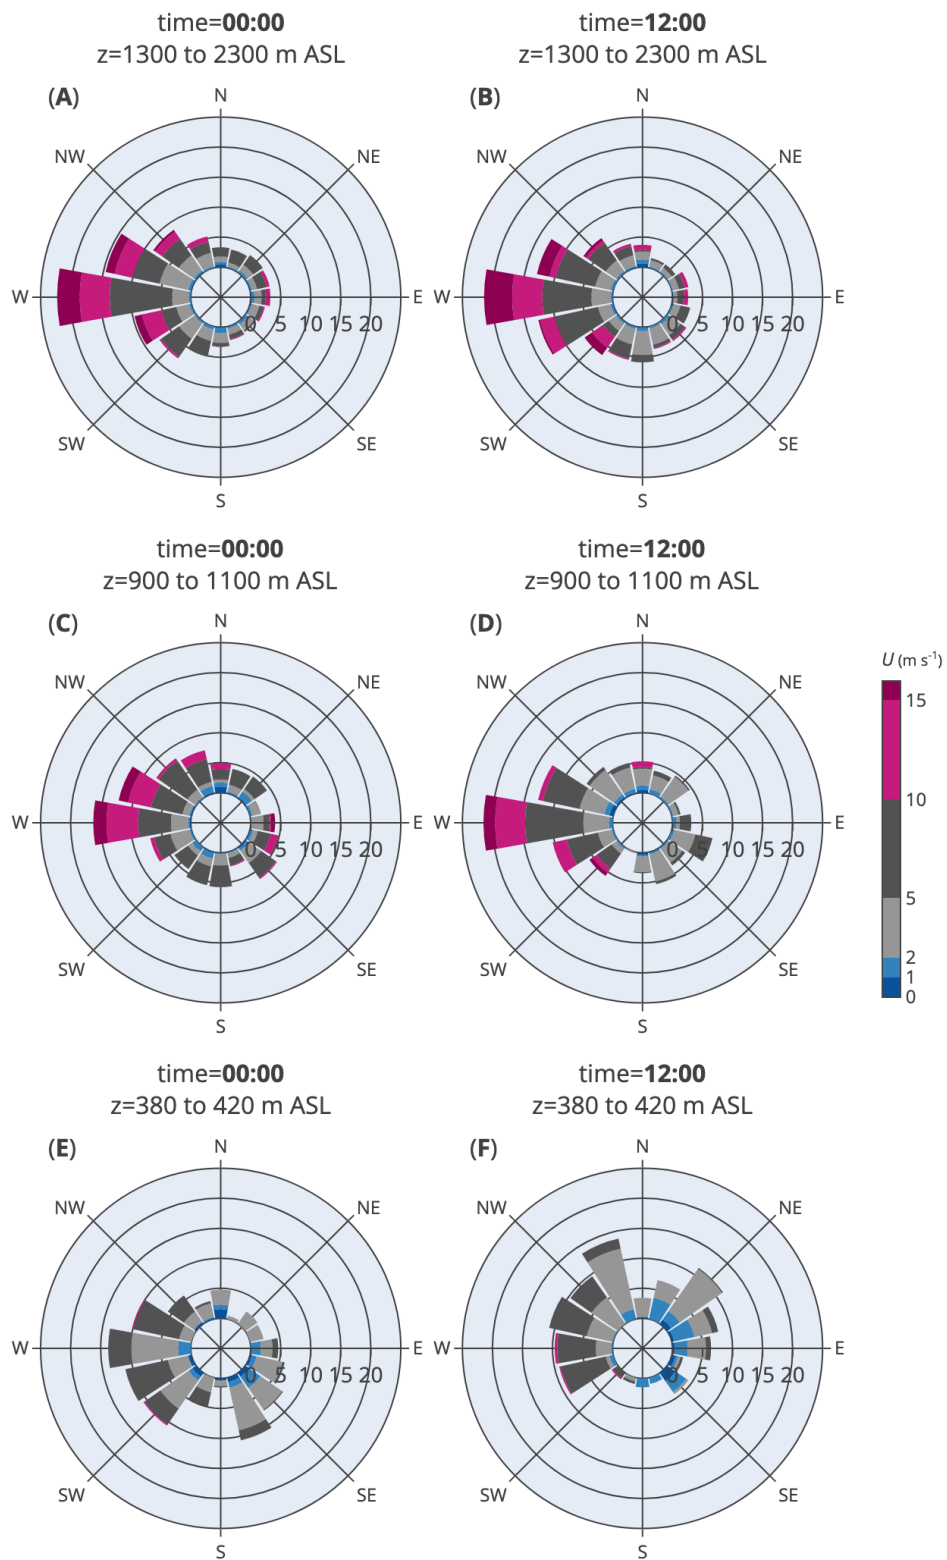 time=00:00
z=1300 to 2300 m ASL
(A)
N
NW
NE
W
E
0 5 10 15 20
SW
SE
S
time=12:00
z=1300 to 2300 m ASL
(B)
N
NW
NE
W
E
0 5 10 15 20
SW
SE
S
time=00:00
z=900 to 1100 m ASL
(C)
N
NW
NE
W
E
0 5 10 15 20
SW
SE
S
time=12:00
z=900 to 1100 m ASL
(D)
N
NW
NE
W
E
0 5 10 15 20
SW
SE
S
U (m s-1)
15
10
5
2
1
0
time=00:00
z=380 to 420 m ASL
(E)
N
NW
NE
W
E
0 5 10 15 20
SW
SE
S
time=12:00
z=380 to 420 m ASL
(F)
N
NW
NE
W
E
0 5 10 15 20
SW
SE
S